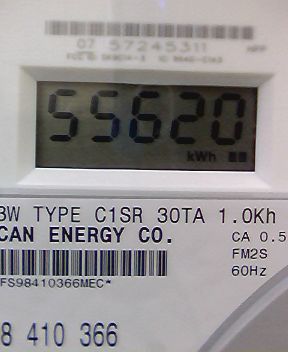 07 57245311
55620
kWh
3W TYPE C1SR 30TA 1.0Kh
CAN ENERGY CO.
CA 0.5
FM2S
60Hz
FS98410366MEC*
8 410 366